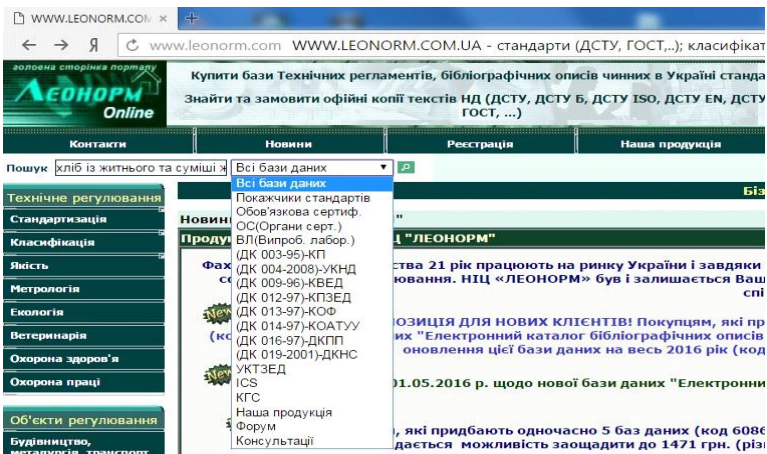 WWW.LEONORM.COM
www.leonorm.com WWW.LEONORM.COM.UA - стандарти (ДСТУ, ГОСТ,..); класифікат
головна сторінка порталу
ЛЕОНОРМ
Online
Купити бази Технічних регламентів, бібліографічних описів чинних в Україні станда
Знайти та замовити офіційні копії текстів НД (ДСТУ, ДСТУ Б, ДСТУ ISO, ДСТУ EN, ДСТУ
ГОСТ, ...)
Контакти Новини Реєстрація Наша продукція
Пошук хліб із житнього та суміші ж Всі бази даних
Всі бази даних
Покажчики стандартів
Обов'язкова сертиф.
ОС(Органи серт.)
ВЛ(Випроб. лабор.)
(ДК 003-95)-КП
(ДК 004-2008)-УКНД
(ДК 009-96)-КВЕД
(ДК 012-97)-КПЗЕД
(ДК 013-97)-КОФ
(ДК 014-97)-КОАТУУ
(ДК 016-97)-ДКПП
(ДК 019-2001)-ДКНС
УКТЗЕД
ICS
КГС
Наша продукція
Форум
Консультації
Технічне регулювання
Стандартизація
Класифікація
Якість
Метрологія
Екологія
Ветеринарія
Охорона здоров'я
Охорона праці
Об'єкти регулювання
Будівництво,
металургія, транспорт
Біз
Новин "
Проду Ц "ЛЕОНОРМ"
Фах ства 21 рік працюють на ринку України і завдяки
со ювання. НІЦ «ЛЕОНОРМ» був і залишається Ваш
спі
New ОЗИЦІЯ ДЛЯ НОВИХ КЛІЄНТІВ! Покупцям, які пр
(ко их "Електронний каталог бібліографічних описів
оновлення цієї бази даних на весь 2016 рік (код
New 01.05.2016 р. щодо нової бази даних "Електронни
, які придбають одночасно 5 баз даних (код 6086
дається можливість заощадити до 1471 грн. (різ